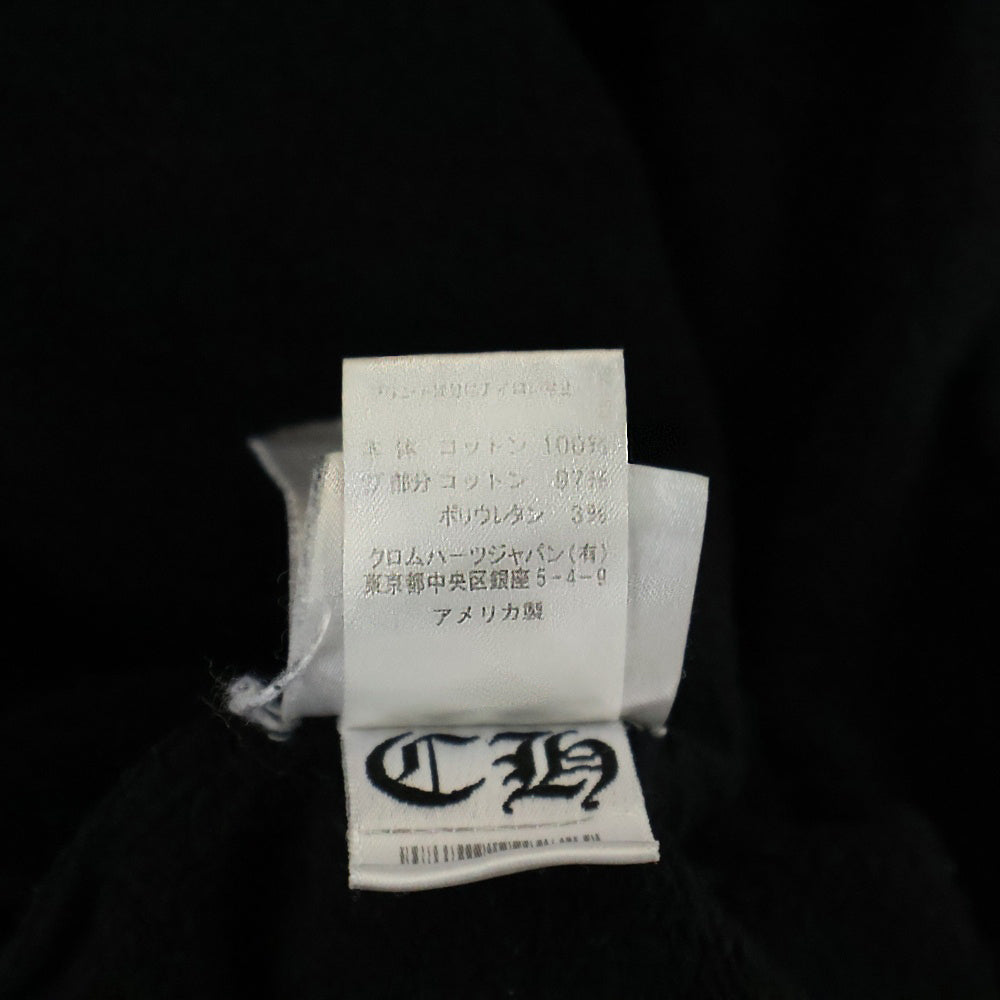 本体 コットン 100%
リブ部分 コットン 97%
ポリウレタン 3%
クロムハーツジャパン(有)
東京都中央区銀座5-4-9
アメリカ製
CH